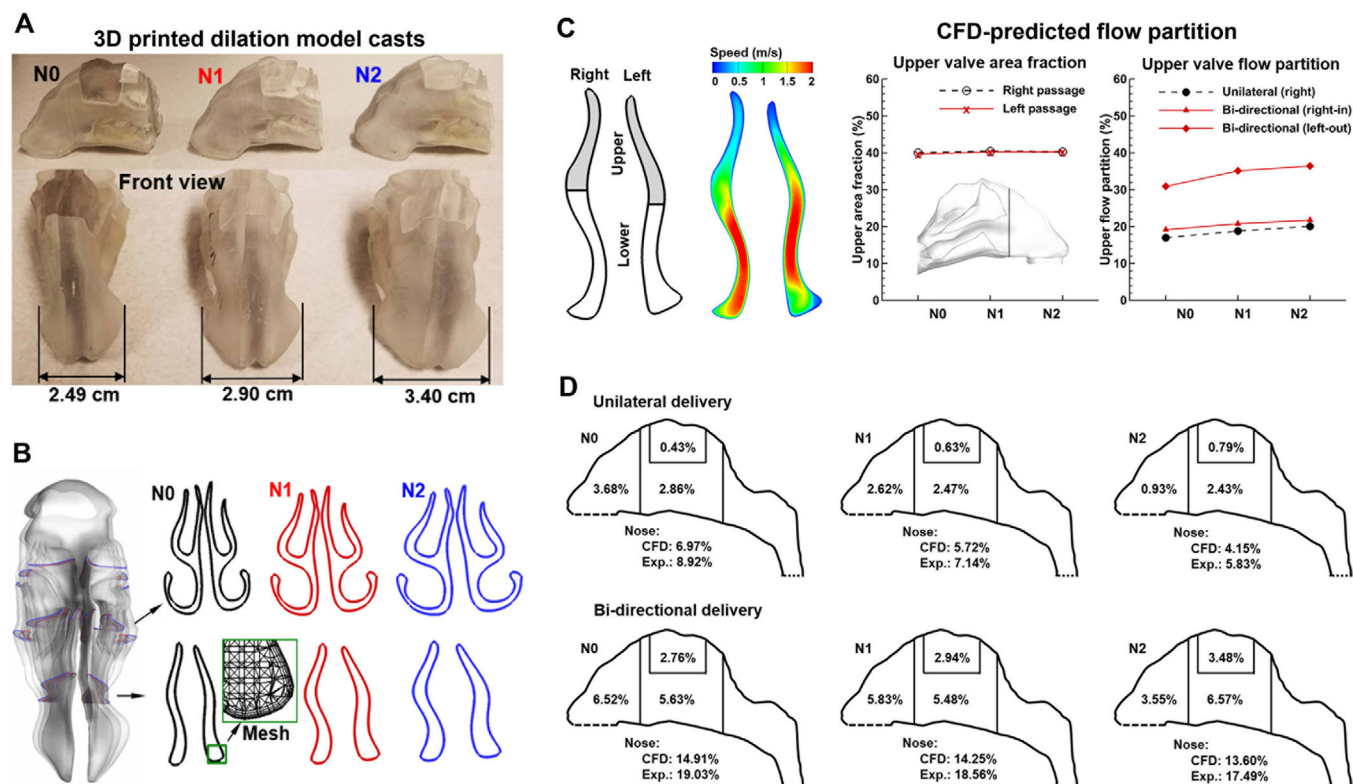 A
3D printed dilation model casts
N0
N1
N2
Front view
2.49 cm
2.90 cm
3.40 cm
B
N0
N1
N2
Mesh
C
CFD-predicted flow partition
Right
Left
Upper
Lower
Speed (m/s)
0 0.5 1 1.5 2
Upper valve area fraction
Right passage
Left passage
Upper area fraction (%)
60
50
40
30
20
10
0
N0 N1 N2
Upper valve flow partition
Unilateral (right)
Bi-directional (right-in)
Bi-directional (left-out)
Upper flow partition (%)
60
50
40
30
20
10
0
N0 N1 N2
D
Unilateral delivery
N0
0.43%
3.68% 2.86%
Nose:
CFD: 6.97%
Exp.: 8.92%
N1
0.63%
2.62% 2.47%
Nose:
CFD: 5.72%
Exp.: 7.14%
N2
0.79%
0.93% 2.43%
Nose:
CFD: 4.15%
Exp.: 5.83%
Bi-directional delivery
N0
2.76%
6.52% 5.63%
Nose:
CFD: 14.91%
Exp.: 19.03%
N1
2.94%
5.83% 5.48%
Nose:
CFD: 14.25%
Exp.: 18.56%
N2
3.48%
3.55% 6.57%
Nose:
CFD: 13.60%
Exp.: 17.49%